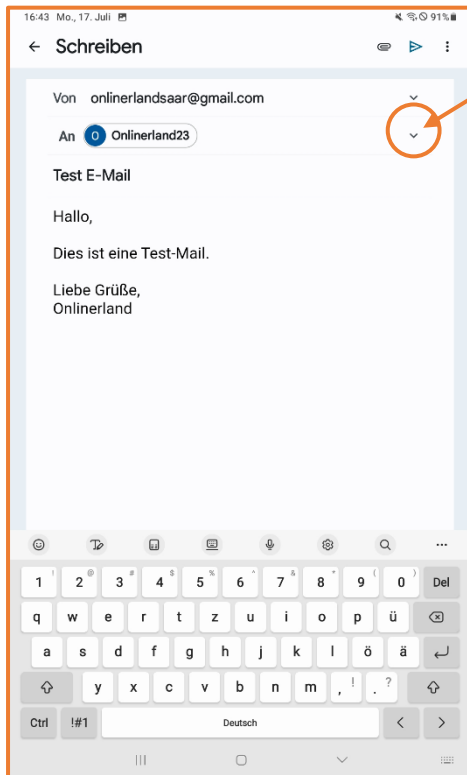 16:43 Mo., 17. Juli 91%
Schreiben
Von onlinerlandsaar@gmail.com
An O Onlinerland23
Test E-Mail
Hallo,
Dies ist eine Test-Mail.
Liebe Grüße,
Onlinerland
1 ! 2 @ 3 # 4 $ 5 % 6 ^ 7 & 8 * 9 ( 0 ) Del
q w e r t z u i o p ü
a s d f g h j k l ö ä
y x c v b n m , ! . ?
Ctrl !#1 Deutsch < >